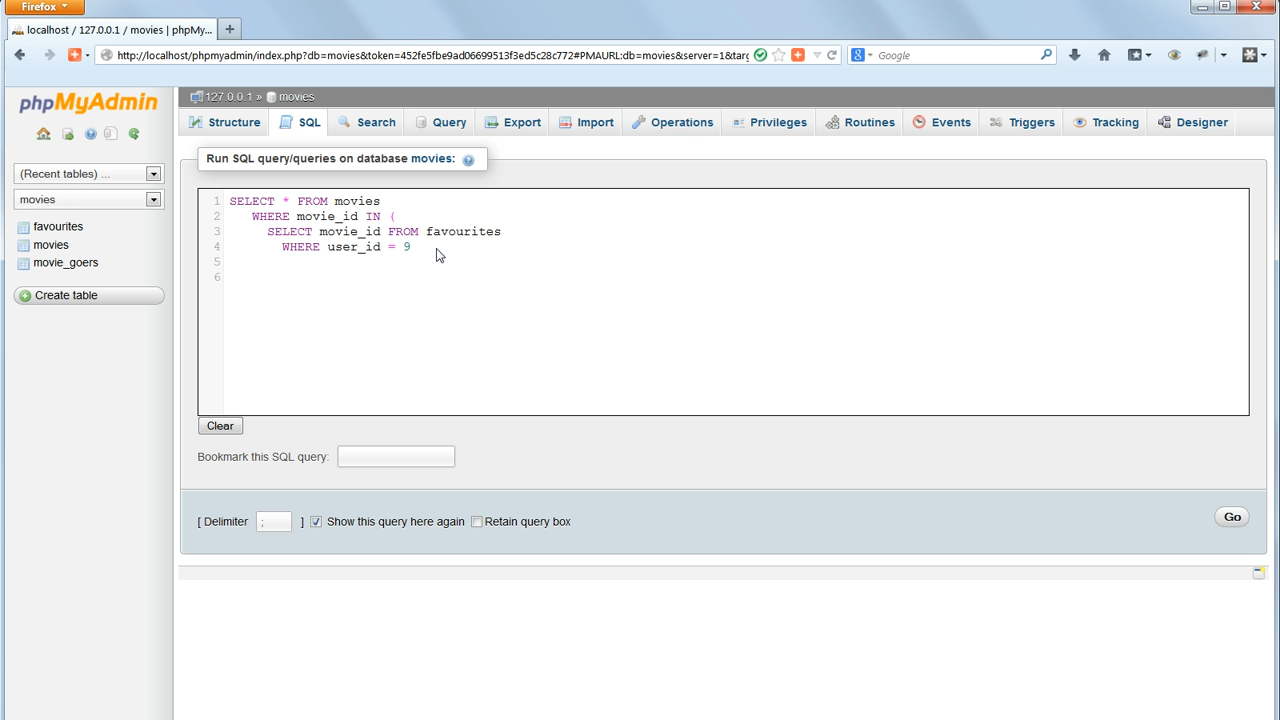 Firefox
localhost / 127.0.0.1 / movies | phpMy...
http://localhost/phpmyadmin/index.php?db=movies&token=452fe5fbe9ad06699513f3ed5c28c772#PMAURL:db=movies&server=1&targ
Google
phpMyAdmin
127.0.0.1 » movies
Structure SQL Search Query Export Import Operations Privileges Routines Events Triggers Tracking Designer
Run SQL query/queries on database movies:
(Recent tables) ...
movies
favourites
movies
movie_goers
Create table
1 SELECT * FROM movies
2 WHERE movie_id IN (
3 SELECT movie_id FROM favourites
4 WHERE user_id = 9
5
6
Clear
Bookmark this SQL query:
[ Delimiter ; ] Show this query here again Retain query box
Go